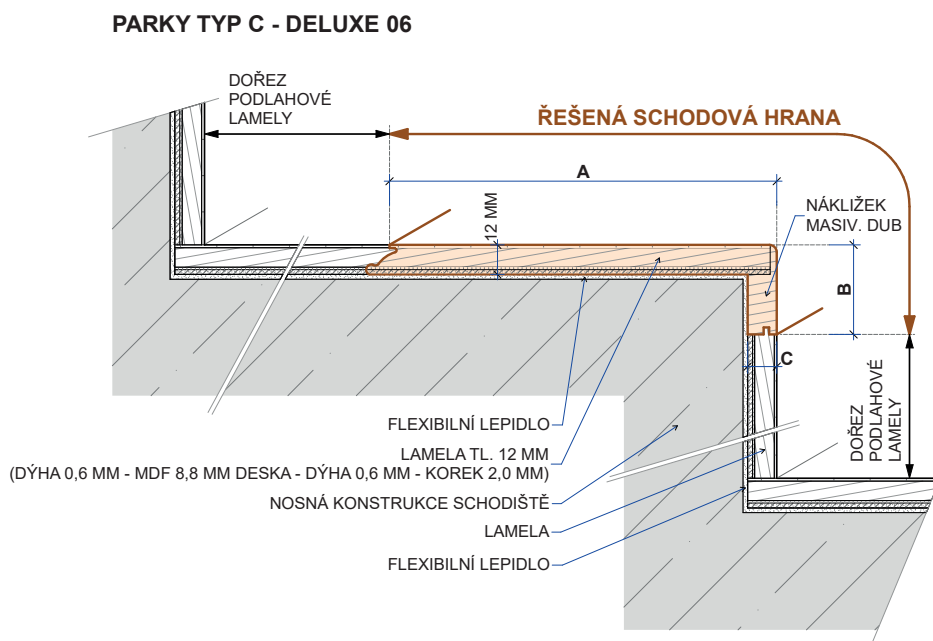 PARKY TYP C - DELUXE 06
DOŘEZ
PODLAHOVÉ
LAMELY
ŘEŠENÁ SCHODOVÁ HRANA
A
12 MM
NÁKLIŽEK
MASIV. DUB
B
C
DOŘEZ
PODLAHOVÉ
LAMELY
FLEXIBILNÍ LEPIDLO
LAMELA TL. 12 MM
(DÝHA 0,6 MM - MDF 8,8 MM DESKA - DÝHA 0,6 MM - KOREK 2,0 MM)
NOSNÁ KONSTRUKCE SCHODIŠTĚ
LAMELA
FLEXIBILNÍ LEPIDLO